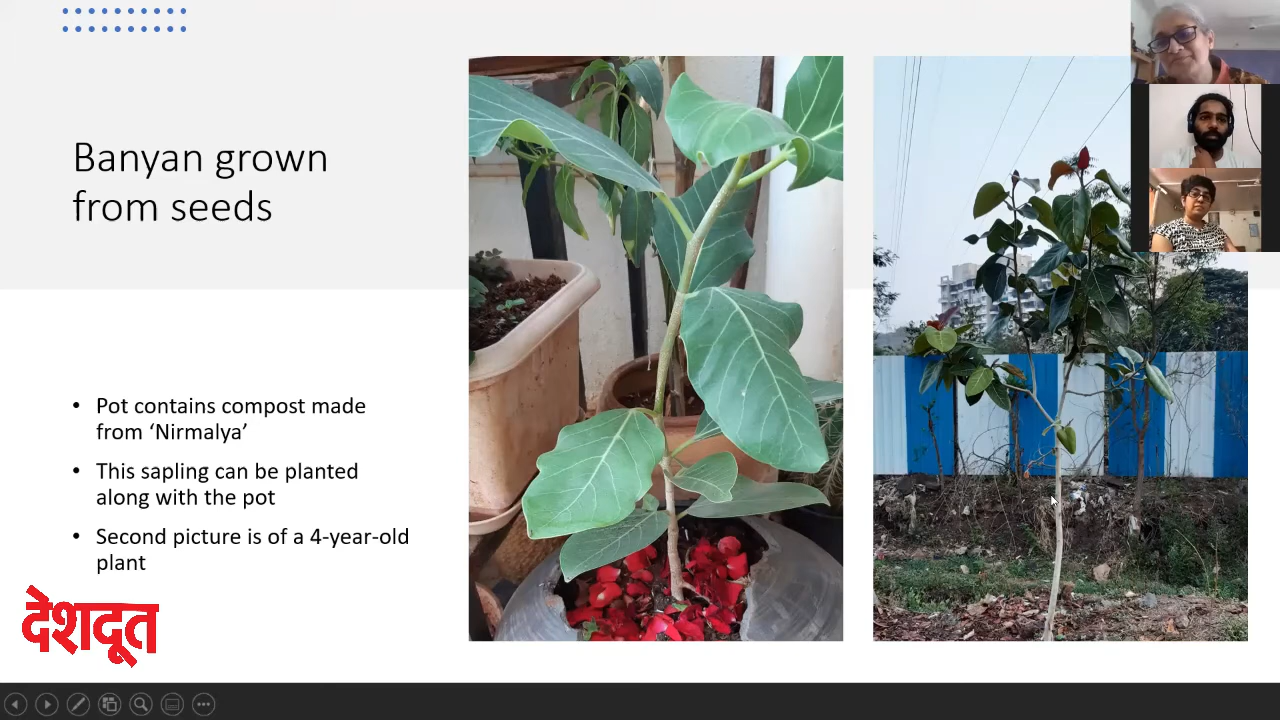 Banyan grown
from seeds
• Pot contains compost made
from ‘Nirmalya’
• This sapling can be planted
along with the pot
• Second picture is of a 4-year-old
plant
देशदूत